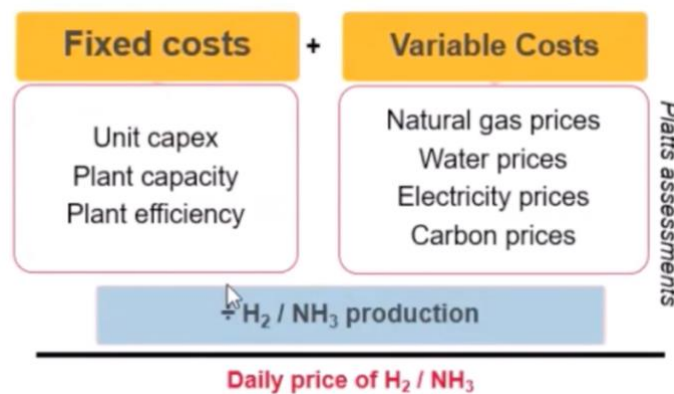 Fixed costs + Variable Costs
Unit capex
Plant capacity
Plant efficiency
Natural gas prices
Water prices
Electricity prices
Carbon prices
Platts assessments
÷ H₂ / NH₃ production
Daily price of H₂ / NH₃